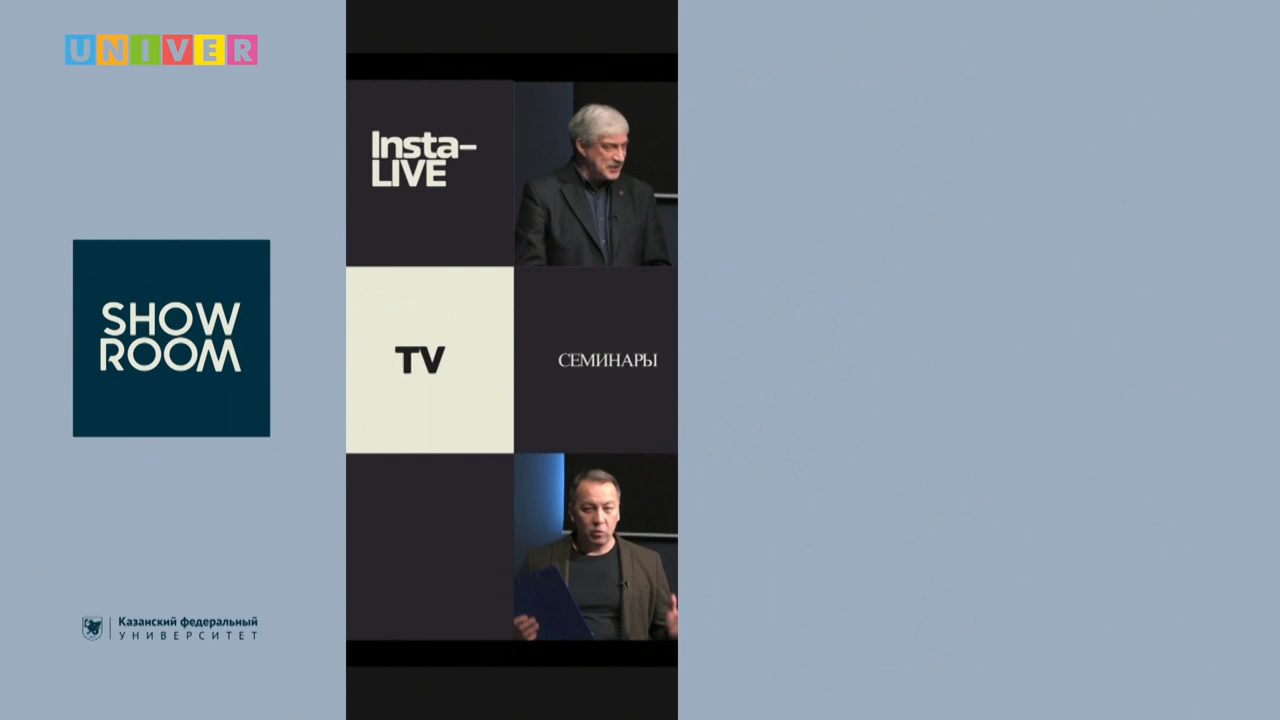 UNIVER
SHOW
ROOM
Казанский федеральный
УНИВЕРСИТЕТ
Insta-
LIVE
TV
СЕМИНАРЫ